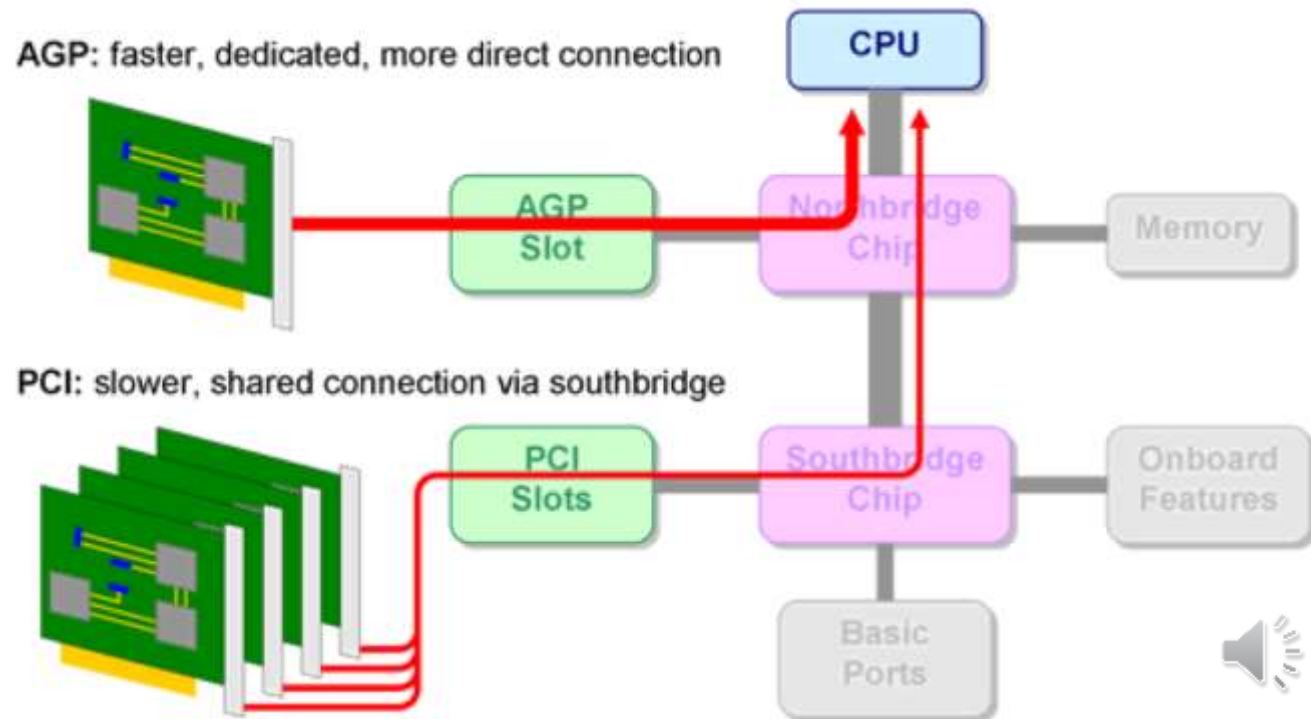 AGP: faster, dedicated, more direct connection
CPU
AGP
Slot
Northbridge
Chip
Memory
PCI: slower, shared connection via southbridge
PCI
Slots
Southbridge
Chip
Onboard
Features
Basic
Ports